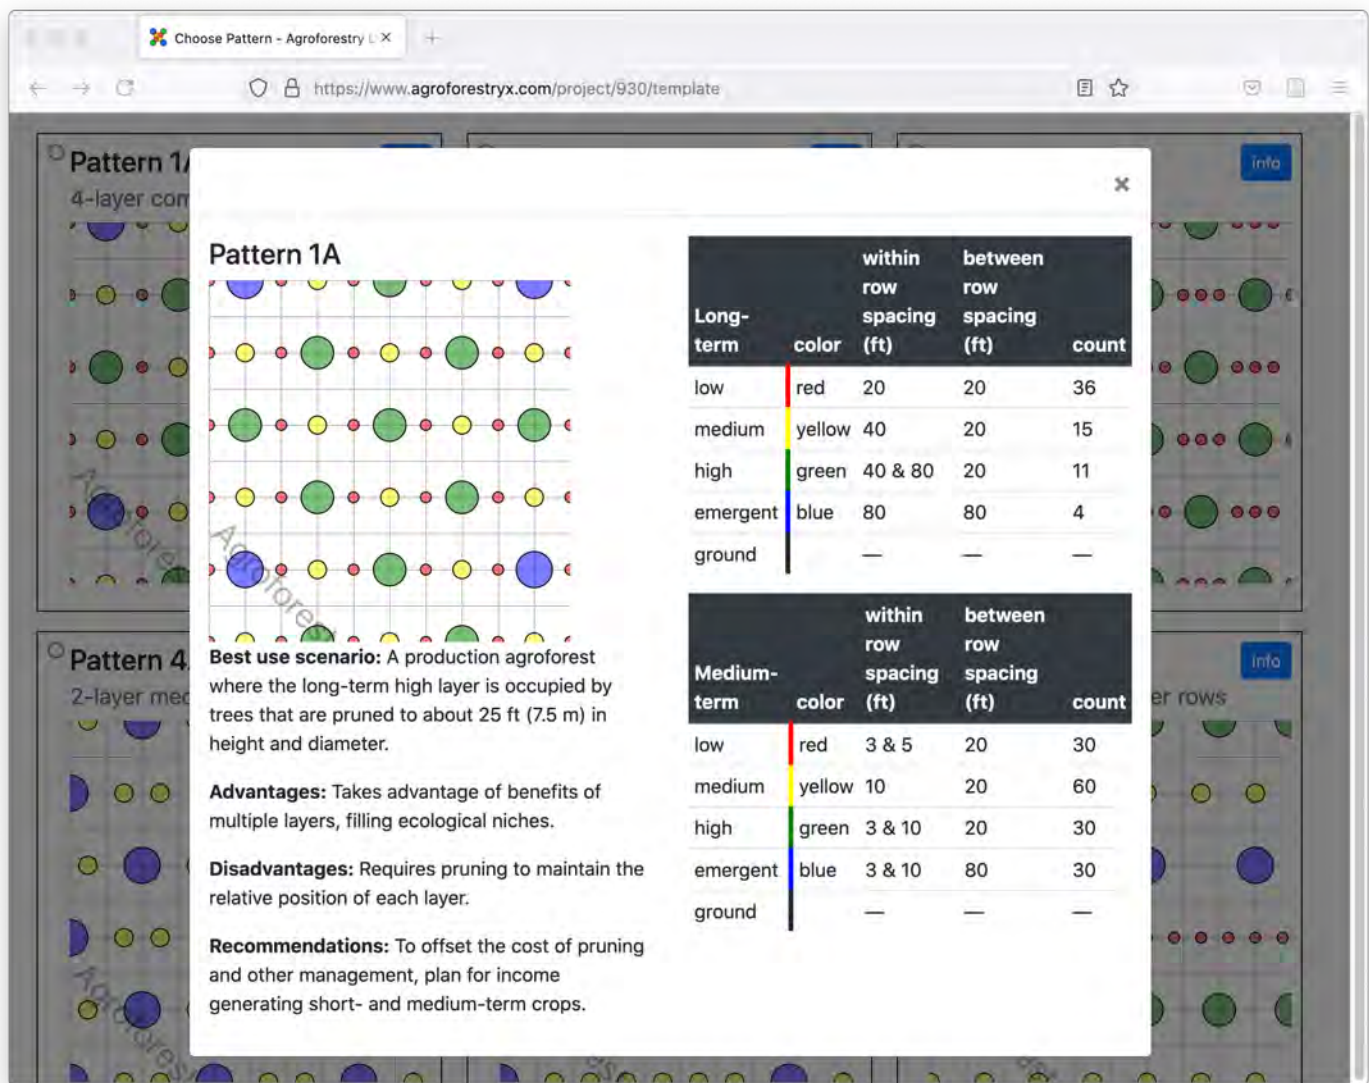 Choose Pattern - Agroforestry
https://www.agroforestryx.com/project/930/template
Pattern 1A
4-layer com
info
Pattern 1A
Agroforest
Best use scenario: A production agroforest
where the long-term high layer is occupied by
trees that are pruned to about 25 ft (7.5 m) in
height and diameter.
Advantages: Takes advantage of benefits of
multiple layers, filling ecological niches.
Disadvantages: Requires pruning to maintain the
relative position of each layer.
Recommendations: To offset the cost of pruning
and other management, plan for income
generating short- and medium-term crops.
within between
row row
spacing spacing
Long-
term color (ft) (ft) count
low red 20 20 36
medium yellow 40 20 15
high green 40 & 80 20 11
emergent blue 80 80 4
ground — — —
within between
row row
spacing spacing
Medium-
term color (ft) (ft) count
low red 3 & 5 20 30
medium yellow 10 20 60
high green 3 & 10 20 30
emergent blue 3 & 10 80 30
ground — — —
Agrofores
Pattern 4
2-layer med
info
er rows
Agrofores